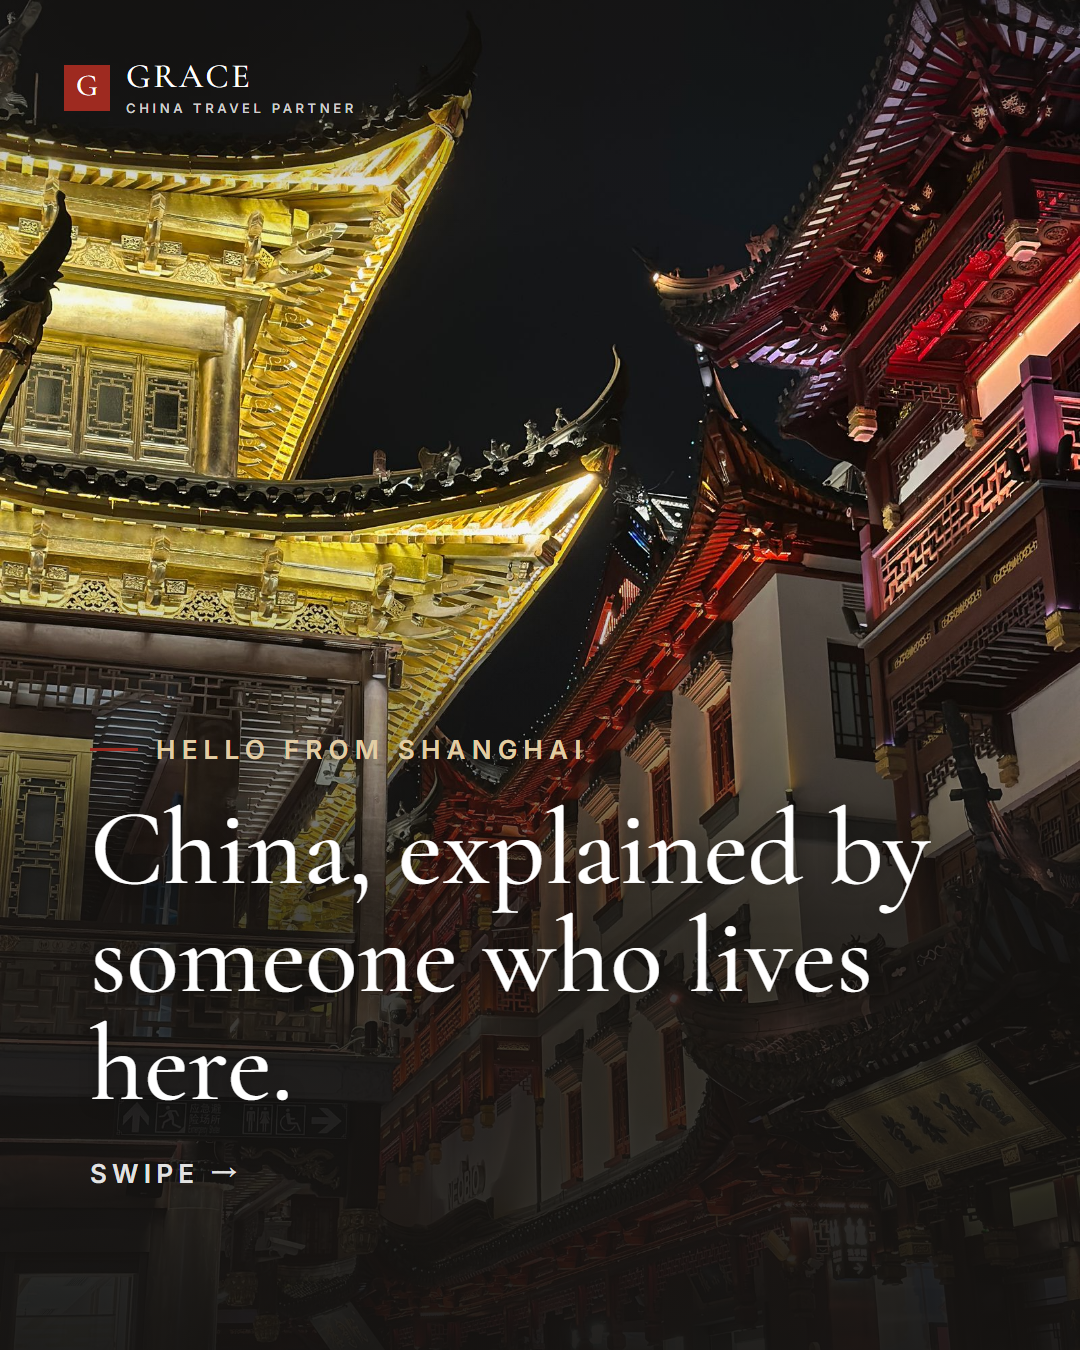 G
GRACE
CHINA TRAVEL PARTNER
HELLO FROM SHANGHAI
China, explained by
someone who lives
here.
SWIPE →